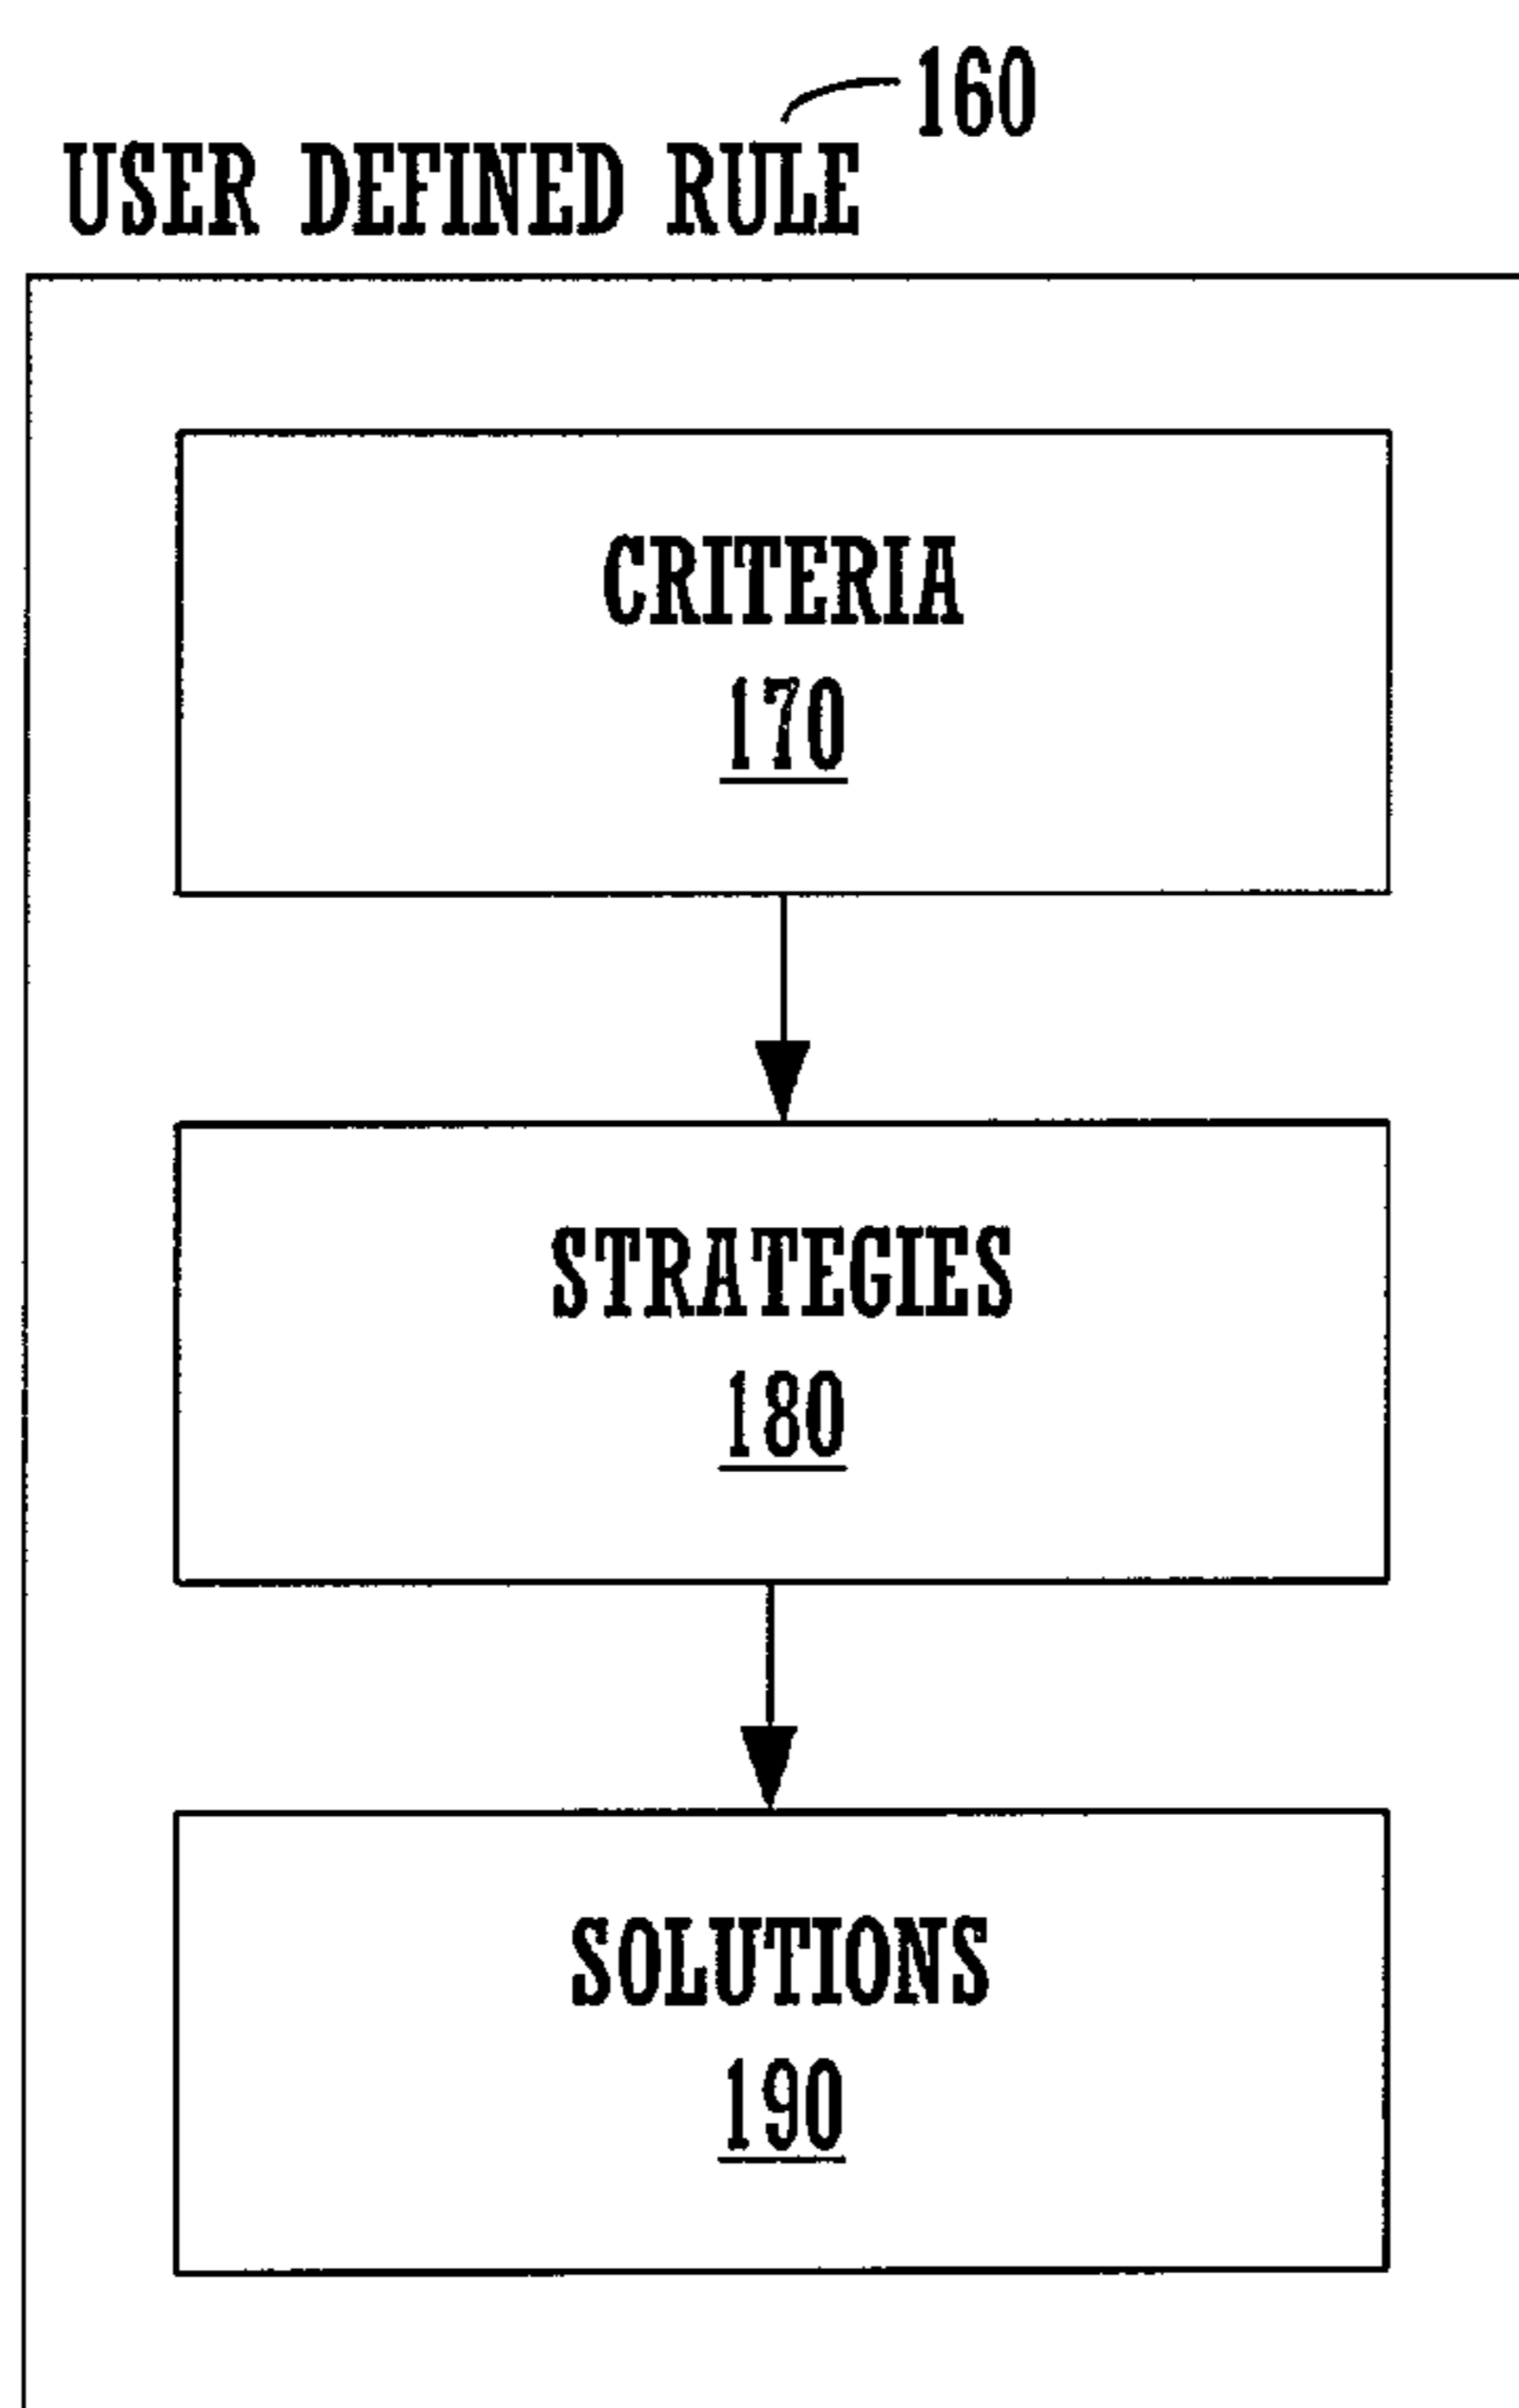 160
USER DEFINED RULE
CRITERIA
170
STRATEGIES
180
SOLUTIONS
190